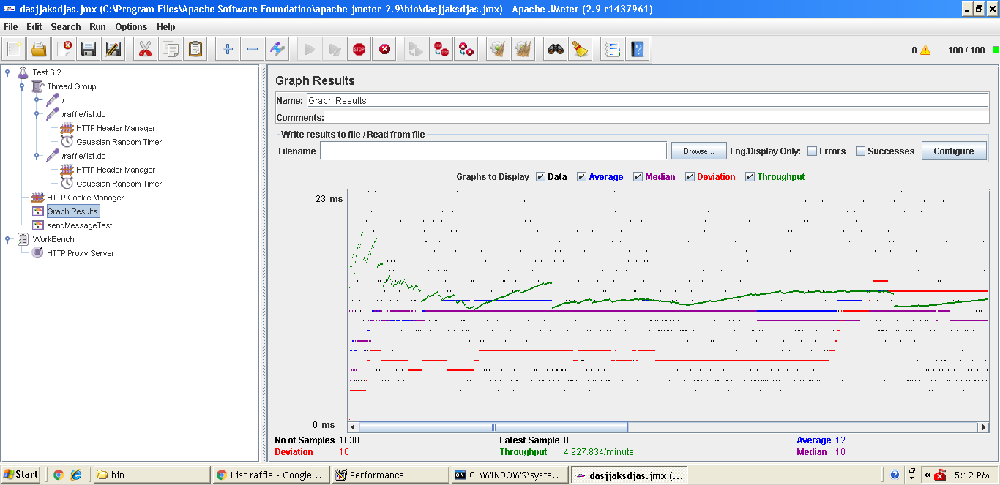 dasjjaksdjas.jmx (C:\Program Files\Apache Software Foundation\apache-jmeter-2.9\bin\dasjjaksdjas.jmx) - Apache JMeter (2.9 r1437961)
File Edit Search Run Options Help
STOP
0 100 / 100
Test 6.2
Thread Group
/
/raffle/list.do
HTTP Header Manager
Gaussian Random Timer
/raffle/list.do
HTTP Header Manager
Gaussian Random Timer
HTTP Cookie Manager
Graph Results
sendMessageTest
WorkBench
HTTP Proxy Server
Graph Results
Name: Graph Results
Comments:
Write results to file / Read from file
Filename Browse... Log/Display Only: Errors Successes Configure
Graphs to Display Data Average Median Deviation Throughput
23 ms
0 ms
No of Samples 1838 Latest Sample 8 Average 12
Deviation 10 Throughput 4,927.834/minute Median 10
Start bin List raffle - Google ... Performance C:\WINDOWS\syste... dasjjaksdjas.jmx (... « 5:12 PM